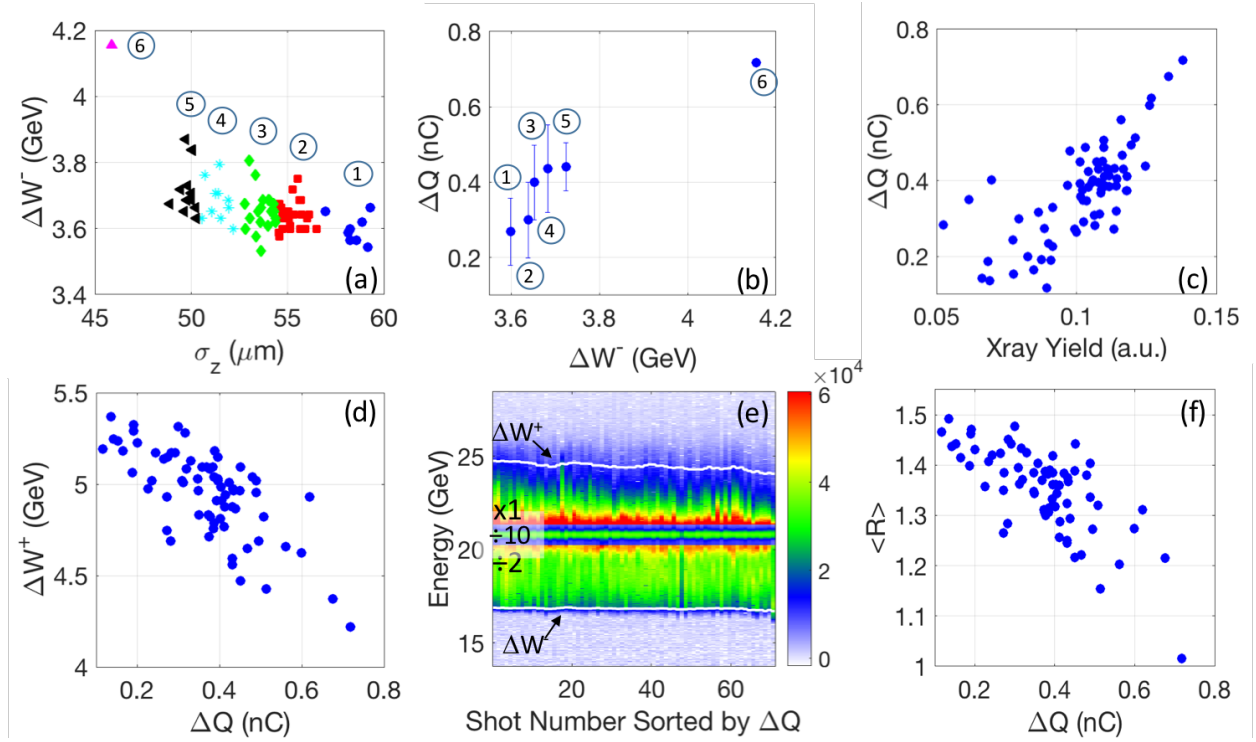 4.2
4
3.8
3.6
3.4
ΔW⁻ (GeV)
6
5
4
3
2
1
(a)
45 50 55 60
σz (μm)
0.8
0.6
0.4
0.2
ΔQ (nC)
6
3 5
1
4
2
(b)
3.6 3.8 4 4.2
ΔW⁻ (GeV)
0.8
0.6
0.4
0.2
0
ΔQ (nC)
(c)
0.05 0.1 0.15
Xray Yield (a.u.)
5.5
5
4.5
4
ΔW⁺ (GeV)
(d)
0.2 0.4 0.6 0.8
ΔQ (nC)
25
20
15
Energy (GeV)
ΔW⁺
(e)
x1
÷10
÷2
ΔW⁻
20 40 60
Shot Number Sorted by ΔQ
×10⁴
6
4
2
0
1.5
1.4
1.3
1.2
1.1
1
<R>
(f)
0.2 0.4 0.6 0.8
ΔQ (nC)